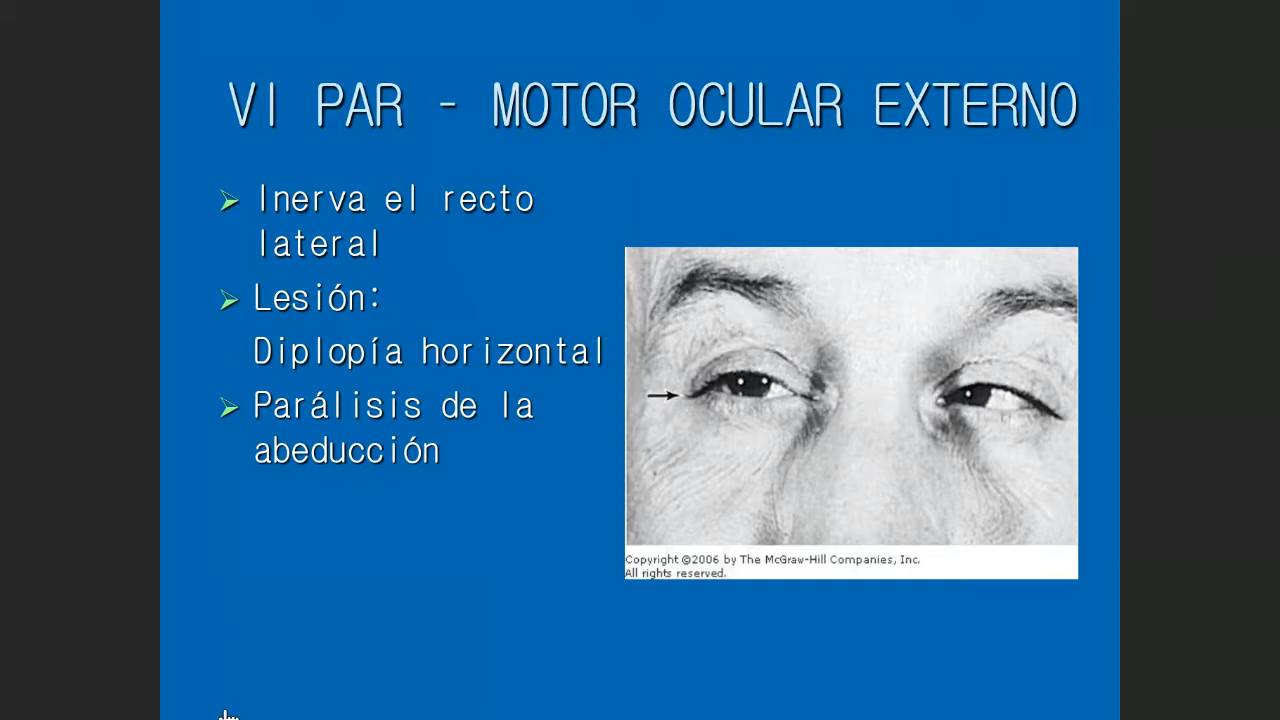 VI PAR - MOTOR OCULAR EXTERNO
Inerva el recto
lateral
Lesión:
Diplopía horizontal
Parálisis de la
abeducción
Copyright ©2006 by The McGraw-Hill Companies, Inc.
All rights reserved.